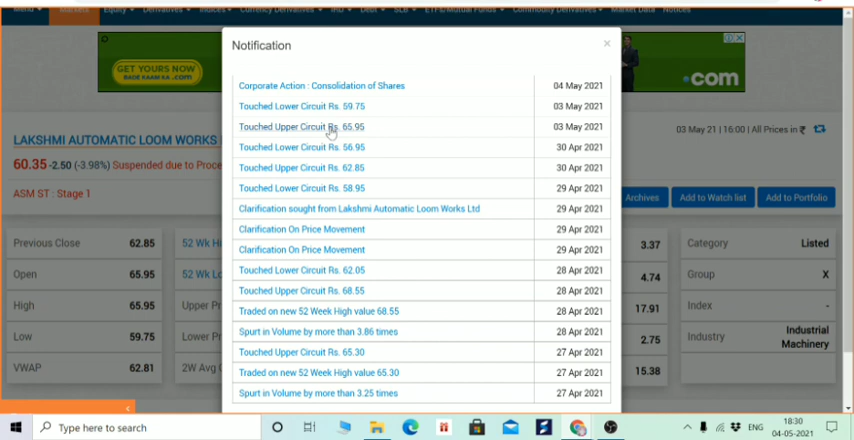 Menu Markets Equity Derivatives Indices Currency Derivatives IRD Debt SLB ETFs/Mutual Funds Commodity Derivatives Market Data Notices
GET YOURS NOW
BADE KAAM KA .COM
.com
Notification ×
Corporate Action : Consolidation of Shares 04 May 2021
Touched Lower Circuit Rs. 59.75 03 May 2021
Touched Upper Circuit Rs. 65.95 03 May 2021
Touched Lower Circuit Rs. 56.95 30 Apr 2021
Touched Upper Circuit Rs. 62.85 30 Apr 2021
Touched Lower Circuit Rs. 58.95 29 Apr 2021
Clarification sought from Lakshmi Automatic Loom Works Ltd 29 Apr 2021
Clarification On Price Movement 29 Apr 2021
Clarification On Price Movement 29 Apr 2021
Touched Lower Circuit Rs. 62.05 28 Apr 2021
Touched Upper Circuit Rs. 68.55 28 Apr 2021
Traded on new 52 Week High value 68.55 28 Apr 2021
Spurt in Volume by more than 3.86 times 28 Apr 2021
Touched Upper Circuit Rs. 65.30 27 Apr 2021
Traded on new 52 Week High value 65.30 27 Apr 2021
Spurt in Volume by more than 3.25 times 27 Apr 2021
LAKSHMI AUTOMATIC LOOM WORKS
03 May 21 | 16:00 | All Prices in ₹
60.35 -2.50 (-3.98%) Suspended due to Proce
ASM ST : Stage 1
Archives Add to Watch list Add to Portfolio
Previous Close 62.85
Open 65.95
High 65.95
Low 59.75
VWAP 62.81
52 Wk Hi
52 Wk Lo
Upper Pr
Lower Pr
2W Avg
3.37
4.74
17.91
2.75
15.38
Category Listed
Group X
Index -
Industry Industrial Machinery
Type here to search
ENG
18:30
04-05-2021